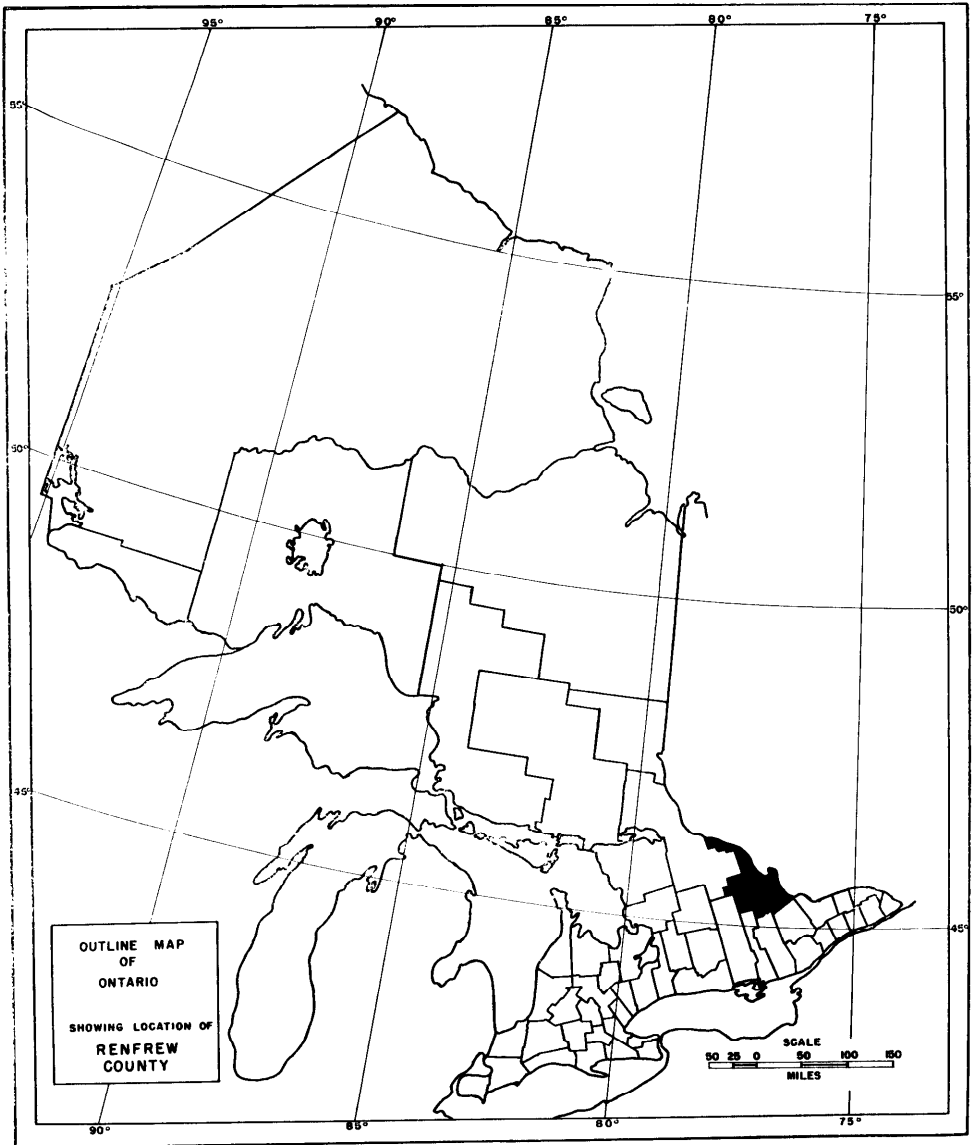 95° 90° 85° 80° 75°
55°
55°
50°
50°
45°
45°
OUTLINE MAP
OF
ONTARIO
SHOWING LOCATION OF
RENFREW
COUNTY
SCALE
50 25 0 50 100 150
MILES
90° 85° 80° 75°